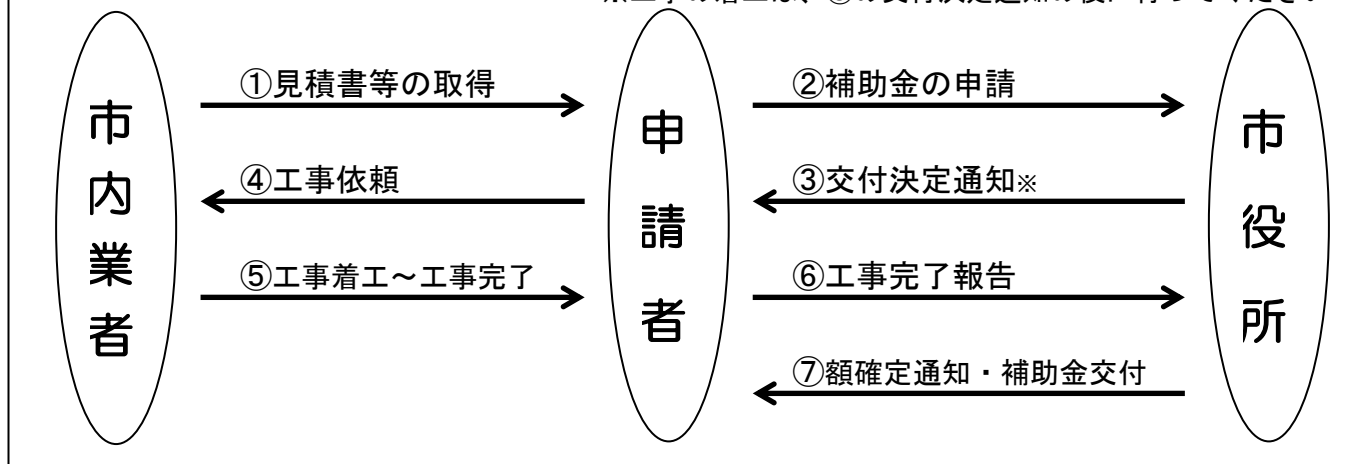 ①見積書等の取得
②補助金の申請
④工事依頼
③交付決定通知※
⑤工事着工～工事完了
⑥工事完了報告
⑦額確定通知・補助金交付
市内業者
申請者
市役所